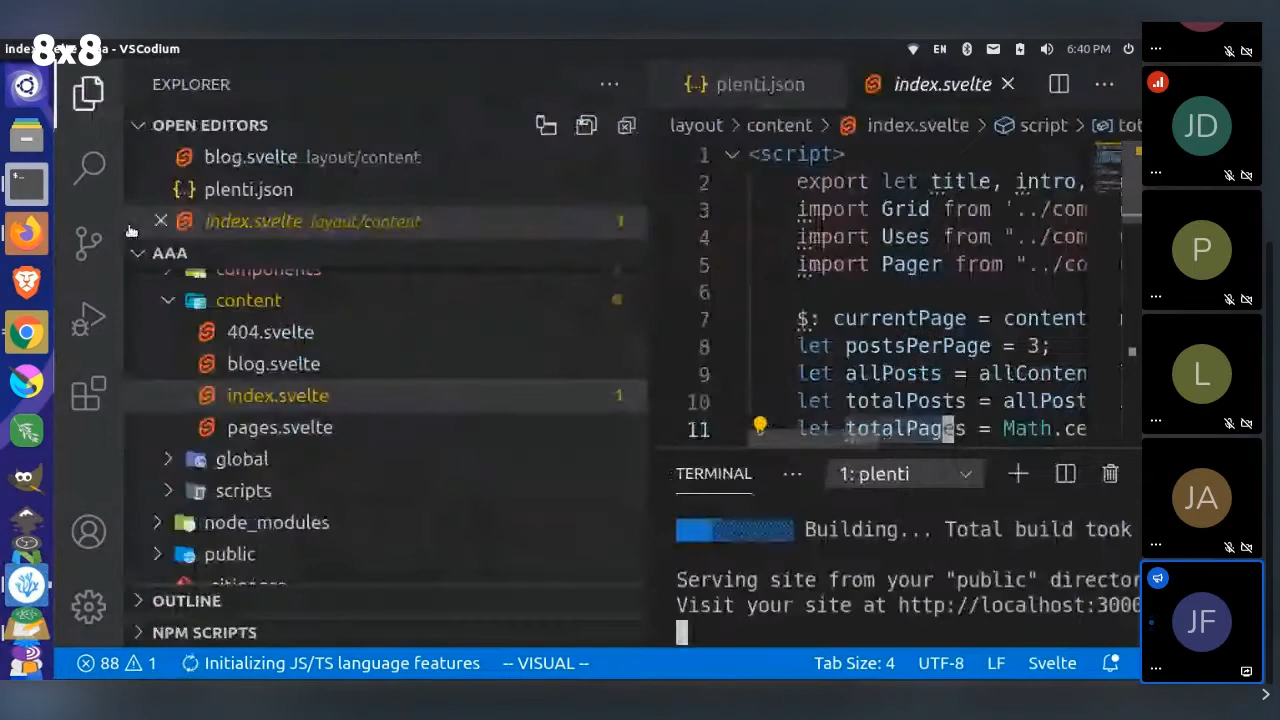 8x8
- VSCodium
EN
6:40 PM
EXPLORER
OPEN EDITORS
blog.svelte layout/content
plenti.json
index.svelte layout/content 1
AAA
components
content
404.svelte
blog.svelte
index.svelte 1
pages.svelte
global
scripts
node_modules
public
OUTLINE
NPM SCRIPTS
{..} plenti.json
index.svelte
layout > content > index.svelte > script > tot
1 <script>
2 export let title, intro,
3 import Grid from '../com
4 import Uses from "../com
5 import Pager from "../co
6
7 $: currentPage = content
8 let postsPerPage = 3;
9 let allPosts = allConten
10 let totalPosts = allPost
11 let totalPages = Math.ce
TERMINAL
1: plenti
Building... Total build took
Serving site from your "public" director
Visit your site at http://localhost:3000
88 1 Initializing JS/TS language features -- VISUAL -- Tab Size: 4 UTF-8 LF Svelte
JD
P
L
JA
JF